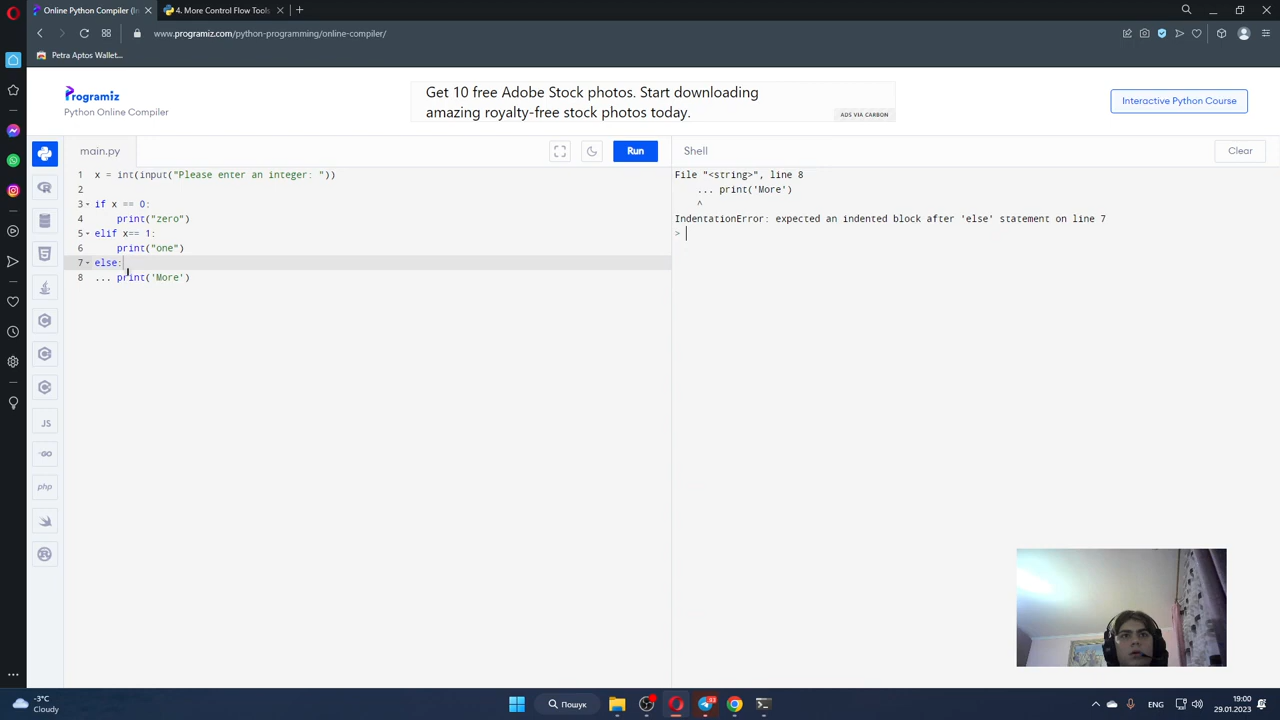 Online Python Compiler (In
4. More Control Flow Tools
www.programiz.com/python-programming/online-compiler/
Petra Aptos Wallet...
Programiz
Python Online Compiler
Get 10 free Adobe Stock photos. Start downloading
amazing royalty-free stock photos today.
ADS VIA CARBON
Interactive Python Course
main.py
Run
Shell
Clear
1 x = int(input("Please enter an integer: "))
2
3 if x == 0:
4     print("zero")
5 elif x== 1:
6     print("one")
7 else:
8 ... print('More')
File "<string>", line 8
    ... print('More')
    ^
IndentationError: expected an indented block after 'else' statement on line 7
>
JS
GO
php
-3°C
Cloudy
Пошук
83
ENG
19:00
29.01.2023